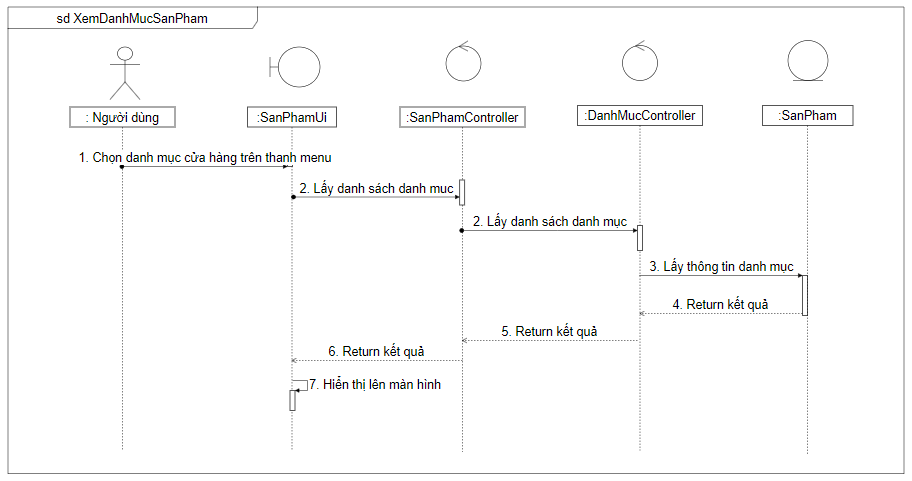 sd XemDanhMucSanPham
: Người dùng
:SanPhamUi
:SanPhamController
:DanhMucController
:SanPham
1. Chọn danh mục cửa hàng trên thanh menu
2. Lấy danh sách danh muc
2. Lấy danh sách danh mục
3. Lấy thông tin danh mục
4. Return kết quả
5. Return kết quả
6. Return kết quả
7. Hiển thị lên màn hình